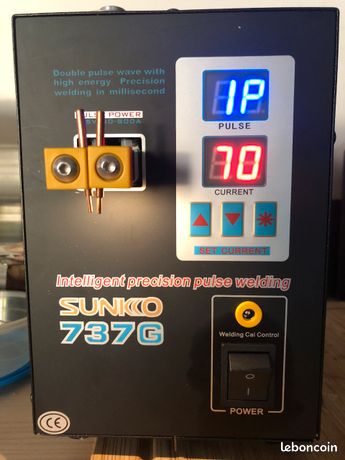 Double pulse wave with
high energy Precision
welding in millisecond
1P
PULSE
70
CURRENT
SET CURRENT
Intelligent precision pulse welding
SUNKKO
737G
Welding Cal Control
POWER
CE
leboncoin